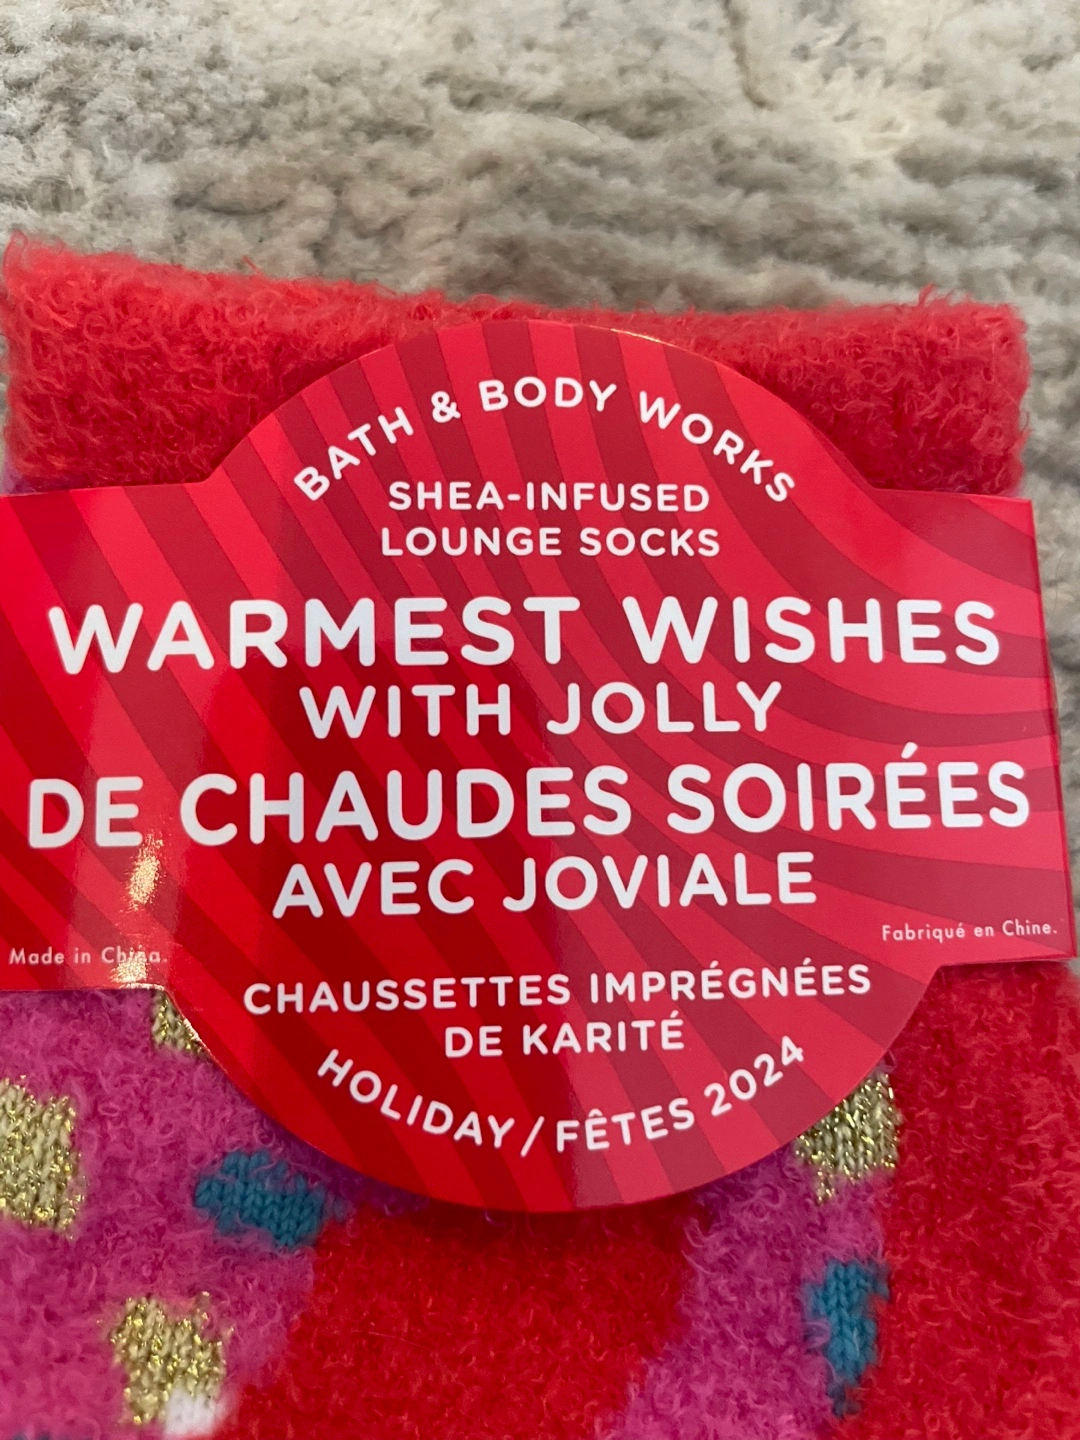 BATH & BODY WORKS
SHEA-INFUSED
LOUNGE SOCKS
WARMEST WISHES
WITH JOLLY
DE CHAUDES SOIRÉES
AVEC JOVIALE
Made in China.
Fabriqué en Chine.
CHAUSSETTES IMPRÉGNÉES
DE KARITÉ
HOLIDAY / FÊTES 2024